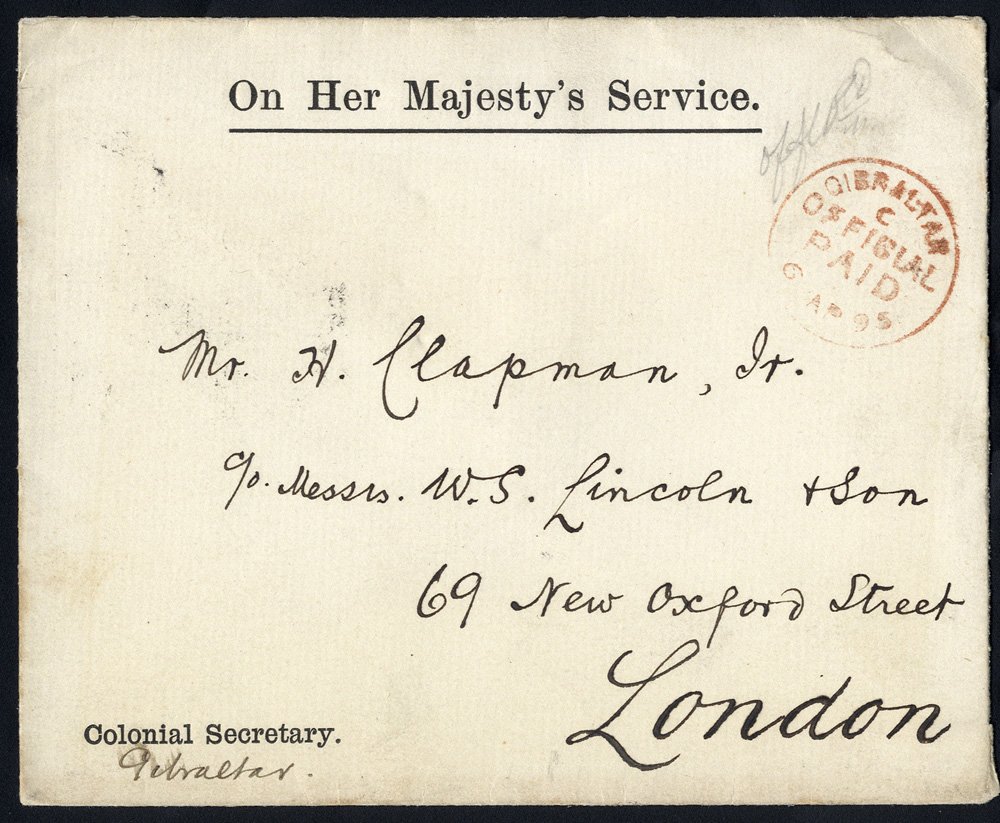 On Her Majesty's Service.
GIBRALTAR
C
OFFICIAL
PAID
6 AP 95
Mr. H. Clapman, Jr.
c/o. Messrs. W.S. Lincoln & Son
69 New Oxford Street
London
Colonial Secretary.
Gibraltar.